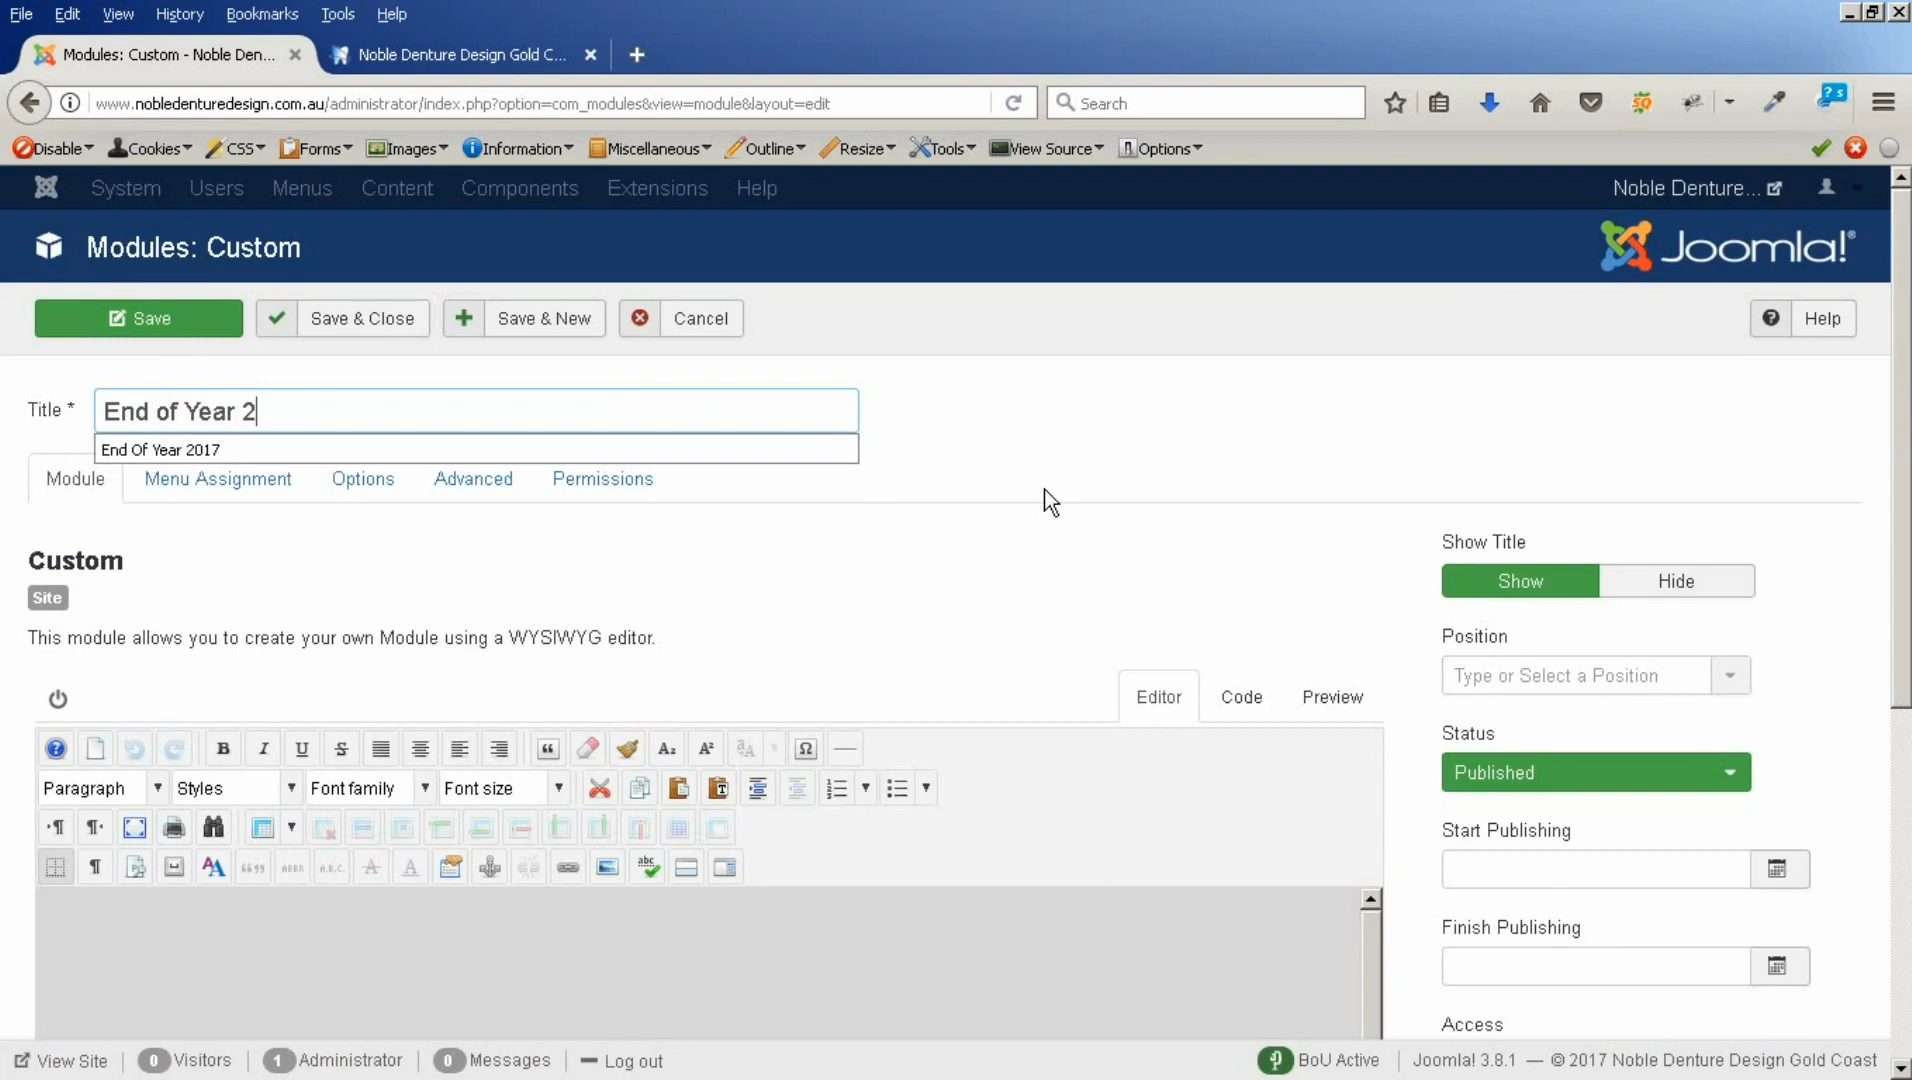 File Edit View History Bookmarks Tools Help
Modules: Custom - Noble Den...
Noble Denture Design Gold C...
www.nobledenturedesign.com.au/administrator/index.php?option=com_modules&view=module&layout=edit
Search
? s
Disable Cookies CSS Forms Images Information Miscellaneous Outline Resize Tools View Source Options
System Users Menus Content Components Extensions Help
Noble Denture...
Modules: Custom
Joomla!®
Save
Save & Close
Save & New
Cancel
Help
Title * End of Year 2
End Of Year 2017
Module Menu Assignment Options Advanced Permissions
Custom
Site
This module allows you to create your own Module using a WYSIWYG editor.
Editor Code Preview
Paragraph Styles Font family Font size
Show Title
Show Hide
Position
Type or Select a Position
Status
Published
Start Publishing
Finish Publishing
Access
View Site 0 Visitors 1 Administrator 0 Messages Log out
BoU Active Joomla! 3.8.1 — © 2017 Noble Denture Design Gold Coast